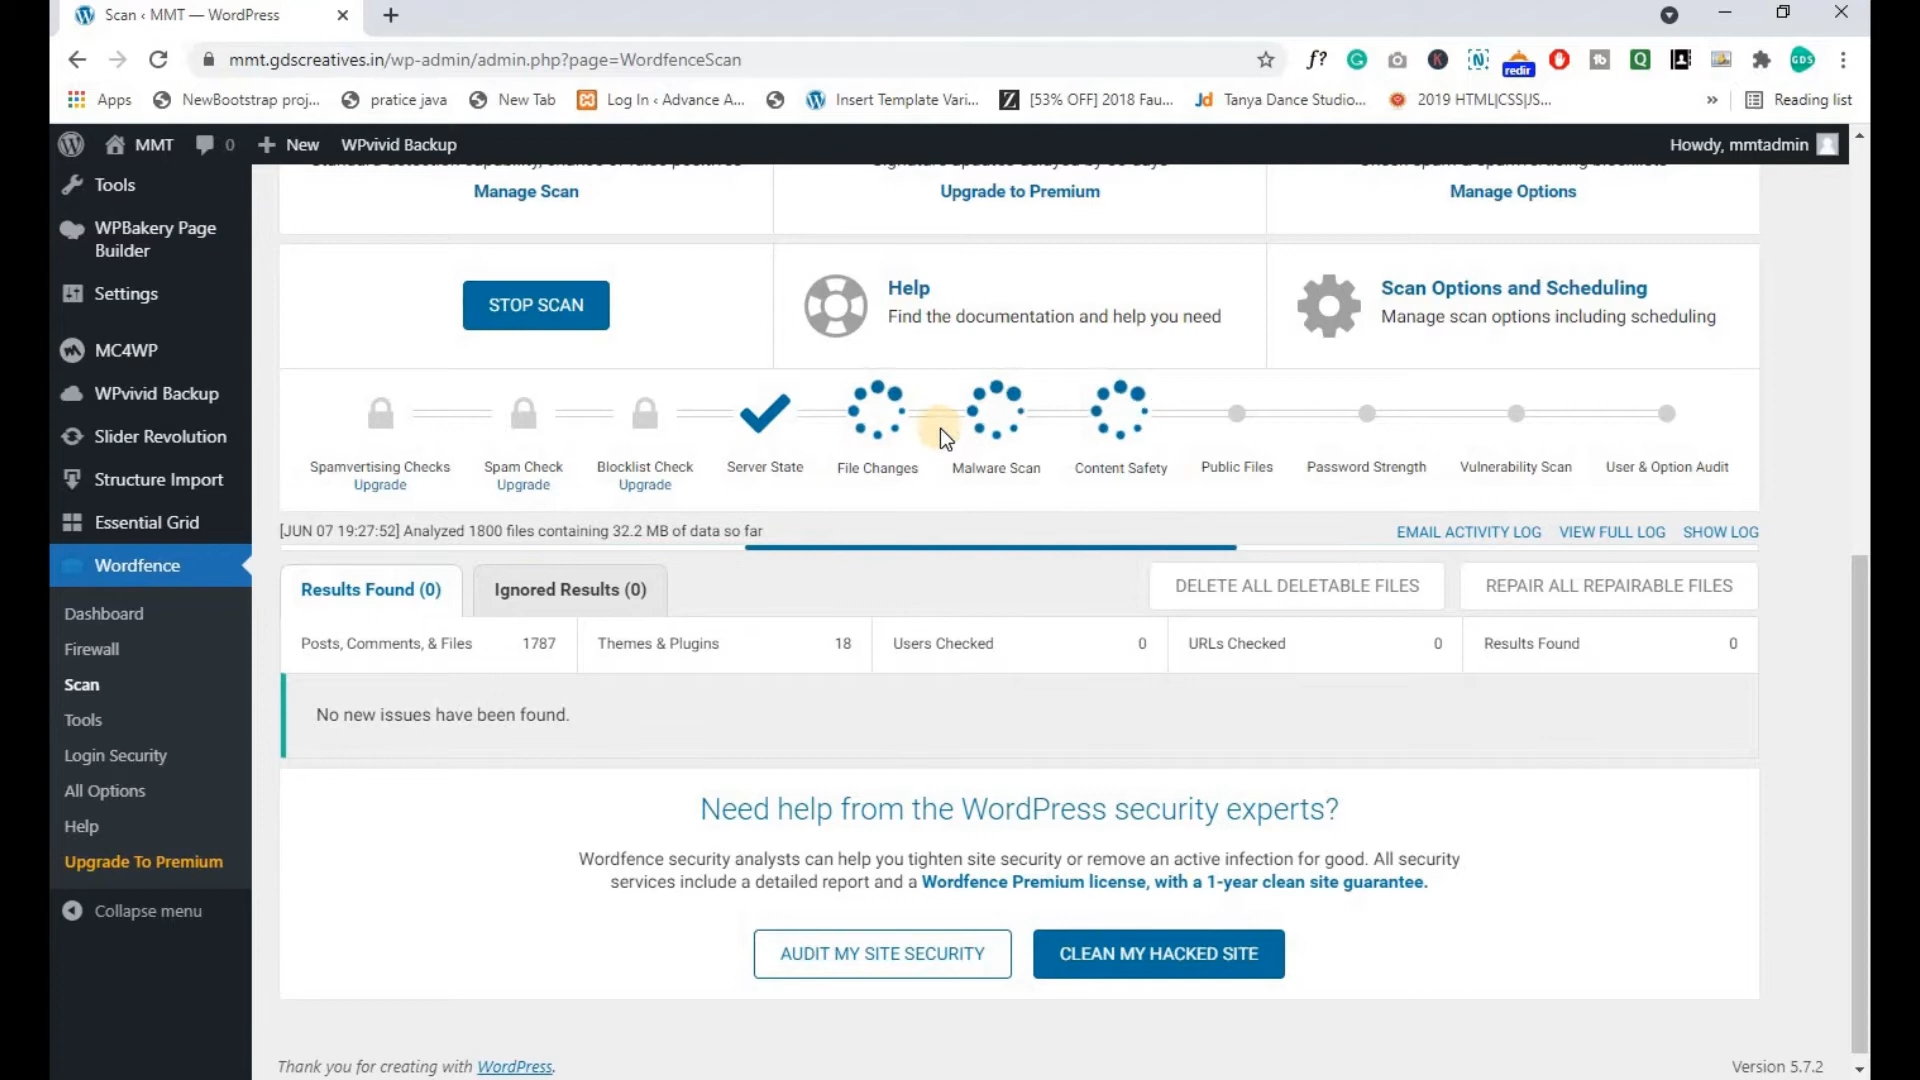 Scan ‹ MMT — WordPress
mmt.gdscreatives.in/wp-admin/admin.php?page=WordfenceScan
f?
redir
GDS
Apps
NewBootstrap proj...
pratice java
New Tab
Log In ‹ Advance A...
Insert Template Vari...
[53% OFF] 2018 Fau...
Jd Tanya Dance Studio...
2019 HTML|CSS|JS...
»
Reading list
MMT
0
New
WPvivid Backup
Howdy, mmtadmin
Tools
WPBakery Page
Builder
Settings
MC4WP
WPvivid Backup
Slider Revolution
Structure Import
Essential Grid
Wordfence
Dashboard
Firewall
Scan
Tools
Login Security
All Options
Help
Upgrade To Premium
Collapse menu
Manage Scan
Upgrade to Premium
Manage Options
STOP SCAN
Help
Find the documentation and help you need
Scan Options and Scheduling
Manage scan options including scheduling
Spamvertising Checks
Upgrade
Spam Check
Upgrade
Blocklist Check
Upgrade
Server State
File Changes
Malware Scan
Content Safety
Public Files
Password Strength
Vulnerability Scan
User & Option Audit
[JUN 07 19:27:52] Analyzed 1800 files containing 32.2 MB of data so far
EMAIL ACTIVITY LOG
VIEW FULL LOG
SHOW LOG
Results Found (0)
Ignored Results (0)
DELETE ALL DELETABLE FILES
REPAIR ALL REPAIRABLE FILES
Posts, Comments, & Files 1787
Themes & Plugins 18
Users Checked 0
URLs Checked 0
Results Found 0
No new issues have been found.
Need help from the WordPress security experts?
Wordfence security analysts can help you tighten site security or remove an active infection for good. All security
services include a detailed report and a Wordfence Premium license, with a 1-year clean site guarantee.
AUDIT MY SITE SECURITY
CLEAN MY HACKED SITE
Thank you for creating with WordPress.
Version 5.7.2